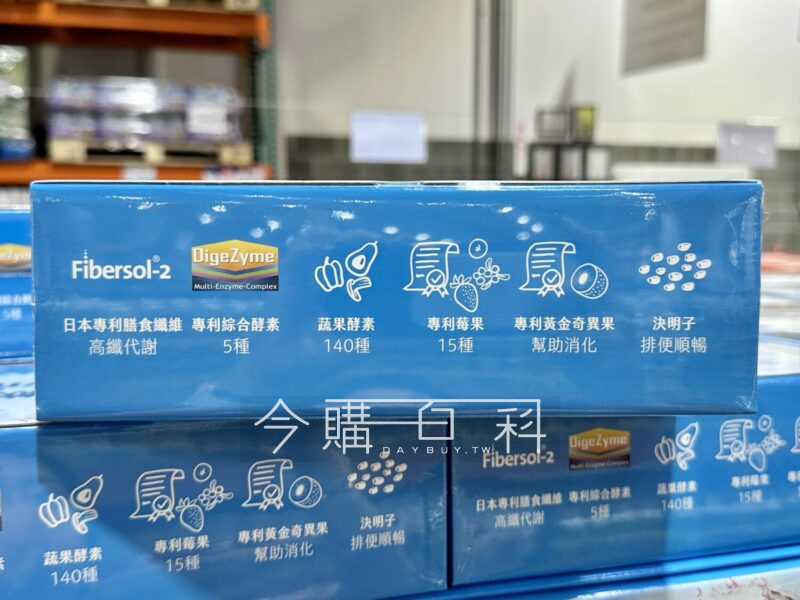 Fibersol®-2
DigeZyme
Multi-Enzyme-Complex
日本專利膳食纖維
高纖代謝
專利綜合酵素
5種
蔬果酵素
140種
專利莓果
15種
專利黃金奇異果
幫助消化
決明子
排便順暢
今購百科
DAYBUY.TW
5種
蔬果酵素
140種
專利莓果
15種
專利黃金奇異果
幫助消化
決明子
排便順暢
Fibersol-2
DigeZyme
Multi-Enzyme-Complex
日本專利膳食纖維
高纖代謝
專利綜合酵素
5種
蔬果酵素
140種
專利莓果
15種